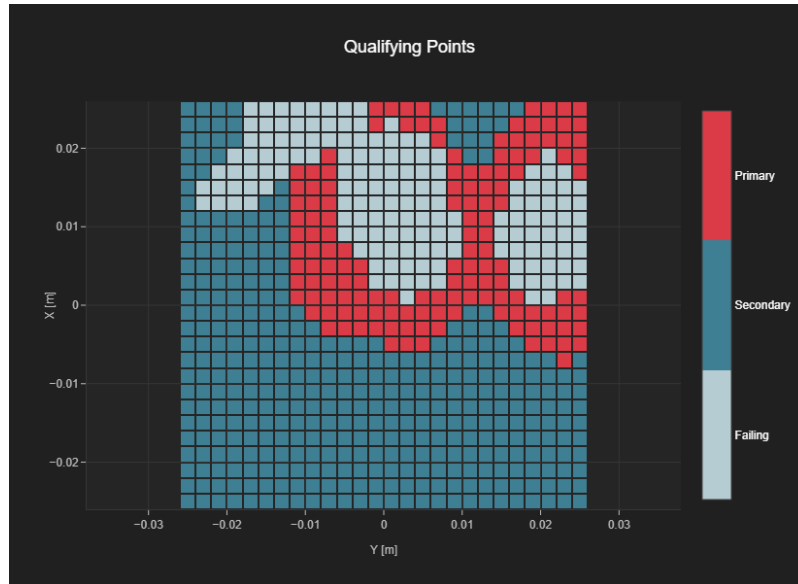 Qualifying Points
0.02
0.01
0
−0.01
−0.02
X [m]
−0.03
−0.02
−0.01
0
0.01
0.02
0.03
Y [m]
Primary
Secondary
Failing